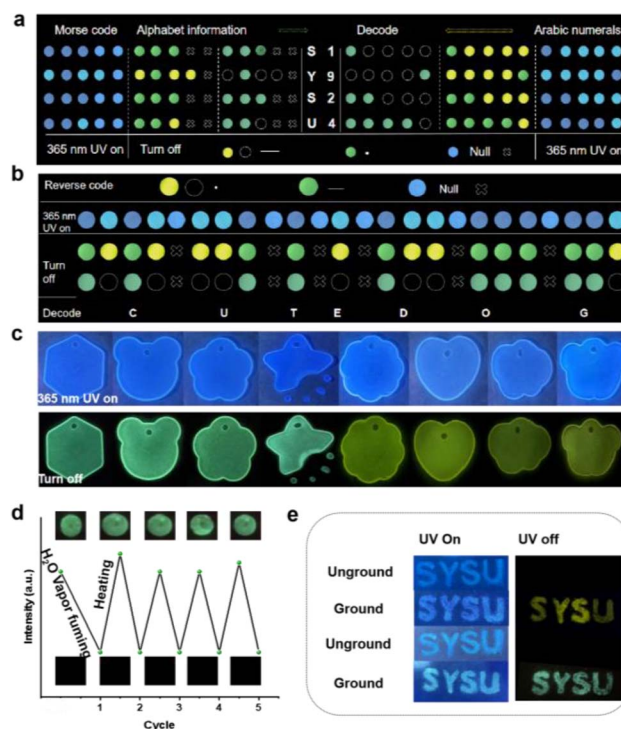 a
Morse code Alphabet information Decode Arabic numerals
S 1
Y 9
S 2
U 4
365 nm UV on Turn off — • Null 365 nm UV on
b
Reverse code • — Null
365 nm
UV on
Turn
off
Decode C U T E D O G
c
365 nm UV on
Turn off
d
H₂O Vapor fuming
Heating
Intensity (a.u.)
1 2 3 4 5
Cycle
e
UV On UV off
Unground SYSU
Ground SYSU SYSU
Unground SYSU
Ground SYSU SYSU